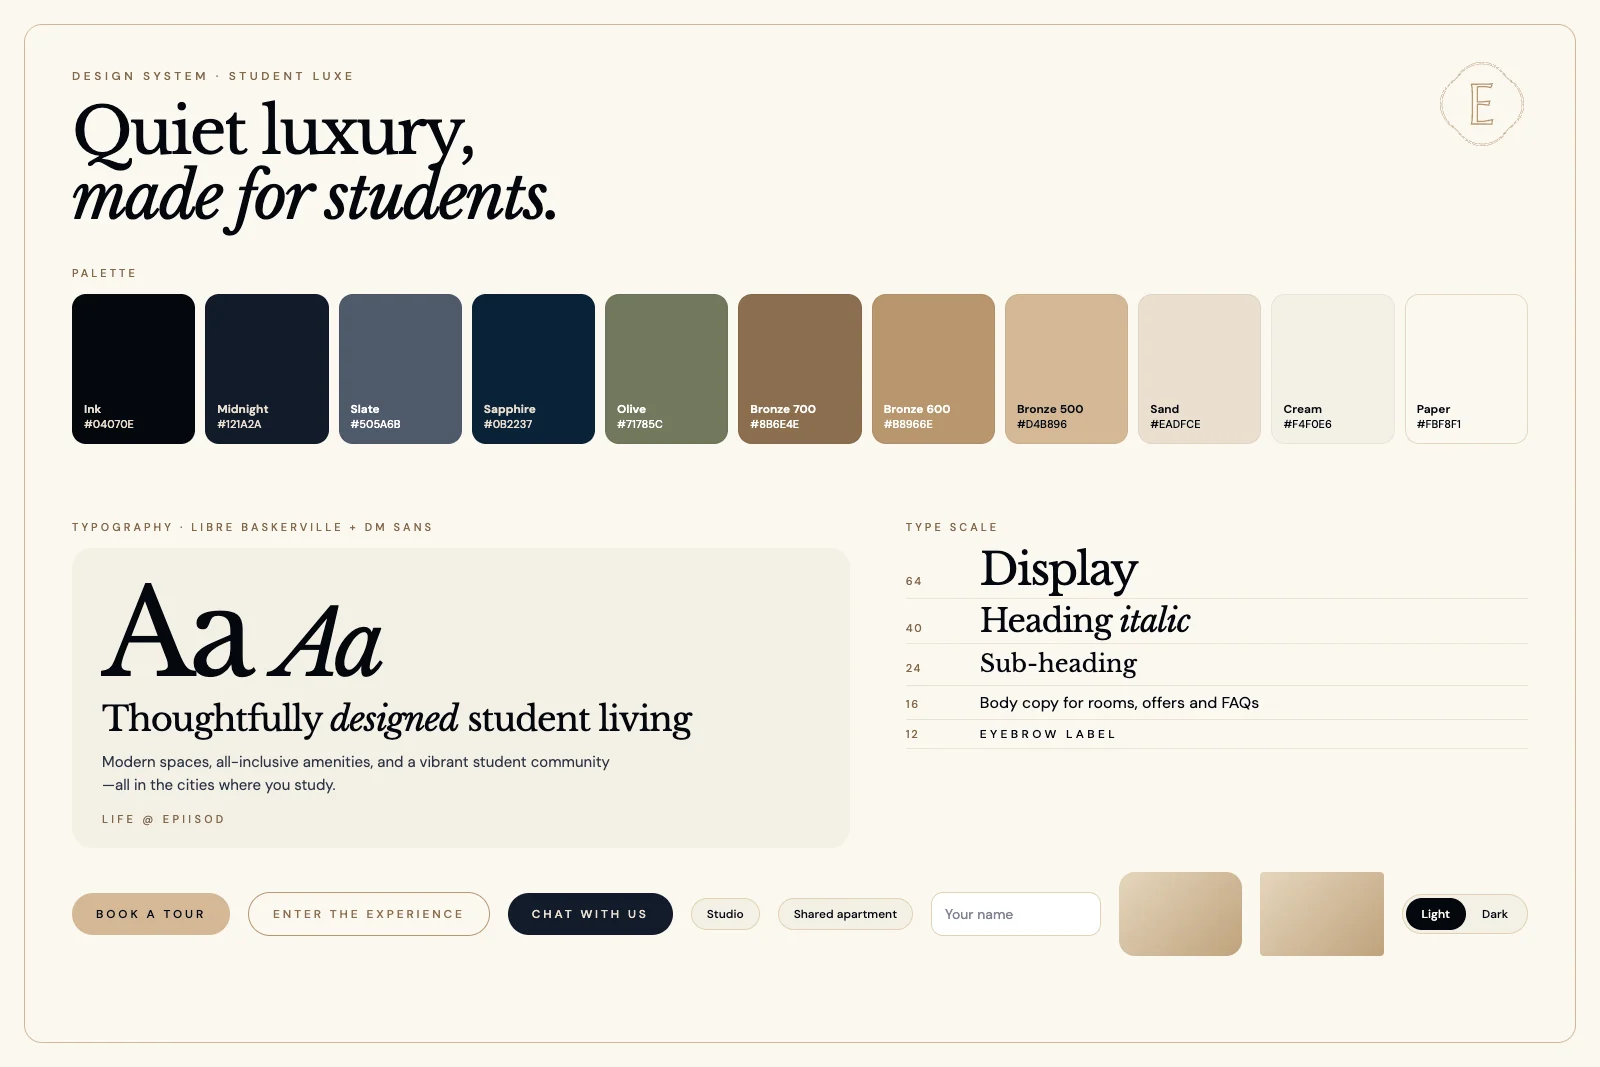 DESIGN SYSTEM · STUDENT LUXE
E
Quiet luxury,
made for students.
PALETTE
Ink
#04070E
Midnight
#121A2A
Slate
#505A6B
Sapphire
#0B2237
Olive
#71785C
Bronze 700
#8B6E4E
Bronze 600
#B8966E
Bronze 500
#D4B896
Sand
#EADFCE
Cream
#F4F0E6
Paper
#FBF8F1
TYPOGRAPHY · LIBRE BASKERVILLE + DM SANS
Aa Aa
Thoughtfully designed student living
Modern spaces, all-inclusive amenities, and a vibrant student community
—all in the cities where you study.
LIFE @ EPIISOD
TYPE SCALE
64 Display
40 Heading italic
24 Sub-heading
16 Body copy for rooms, offers and FAQs
12 EYEBROW LABEL
BOOK A TOUR
ENTER THE EXPERIENCE
CHAT WITH US
Studio
Shared apartment
Your name
Light
Dark